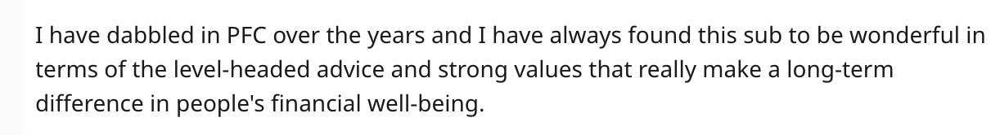 I have dabbled in PFC over the years and I have always found this sub to be wonderful in
terms of the level-headed advice and strong values that really make a long-term
difference in people's financial well-being.